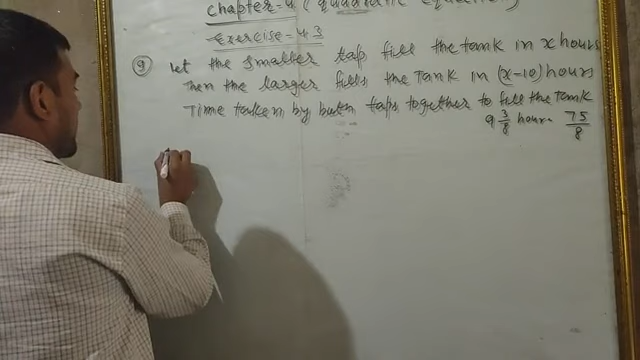 Chapter-4 (Quadratic Equation)
Exercise-4.3
9 Let the smaller tap fill the tank in x hours
Then the larger fills the Tank in (x-10) hours
Time taken by both taps together to fill the Tank
9 3/8 hour = 75/8